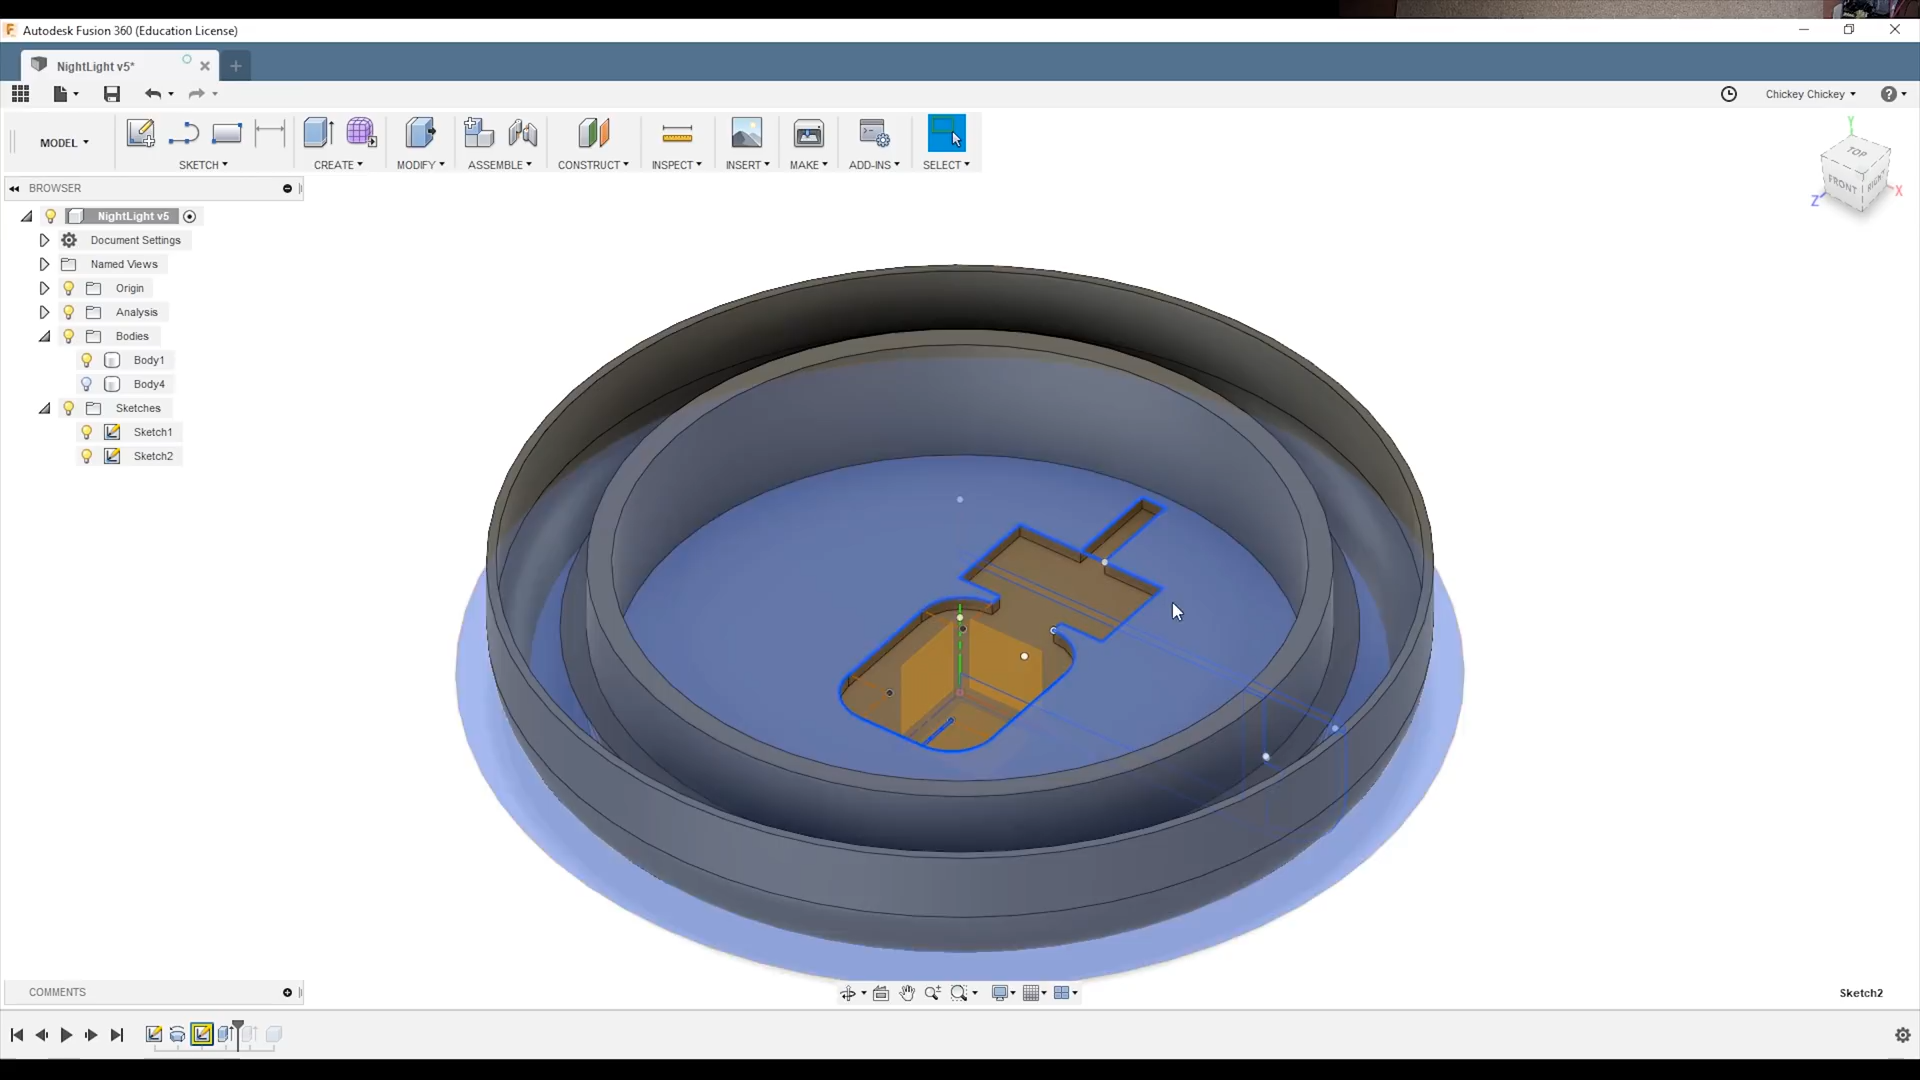 Autodesk Fusion 360 (Education License)
NightLight v5*
Chickey Chickey
MODEL
SKETCH
CREATE
MODIFY
ASSEMBLE
CONSTRUCT
INSPECT
INSERT
MAKE
ADD-INS
SELECT
Y
TOP
FRONT
RIGHT
X
Z
BROWSER
NightLight v5
Document Settings
Named Views
Origin
Analysis
Bodies
Body1
Body4
Sketches
Sketch1
Sketch2
COMMENTS
Sketch2